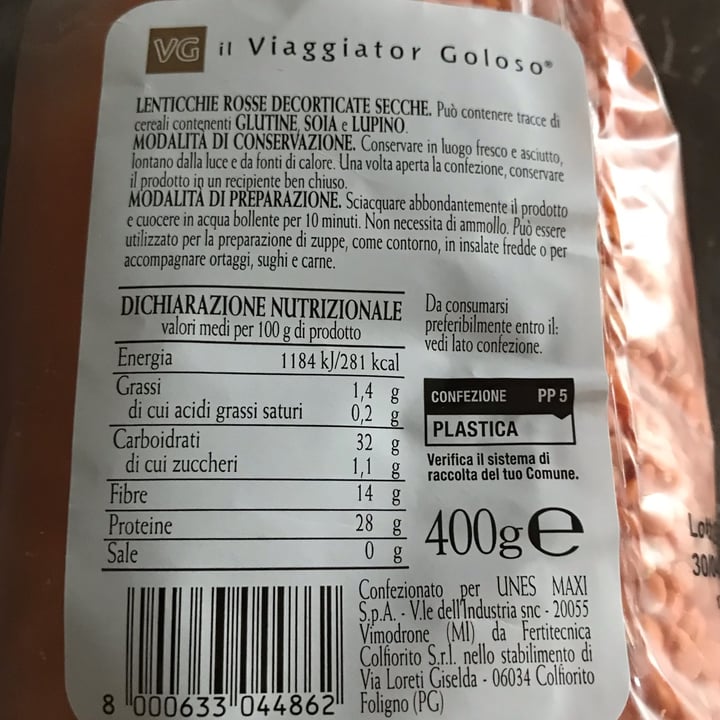 VG il Viaggiator Goloso®
LENTICCHIE ROSSE DECORTICATE SECCHE. Può contenere tracce di
cereali contenenti GLUTINE, SOIA e LUPINO.
MODALITÀ DI CONSERVAZIONE. Conservare in luogo fresco e asciutto,
lontano dalla luce e da fonti di calore. Una volta aperta la confezione, conservare
il prodotto in un recipiente ben chiuso.
MODALITÀ DI PREPARAZIONE. Sciacquare abbondantemente il prodotto
e cuocere in acqua bollente per 10 minuti. Non necessita di ammollo. Può essere
utilizzato per la preparazione di zuppe, come contorno, in insalate fredde o per
accompagnare ortaggi, sughi e carne.
DICHIARAZIONE NUTRIZIONALE
valori medi per 100 g di prodotto
Energia 1184 kJ/281 kcal
Grassi 1,4 g
di cui acidi grassi saturi 0,2 g
Carboidrati 32 g
di cui zuccheri 1,1 g
Fibre 14 g
Proteine 28 g
Sale 0 g
Da consumarsi
preferibilmente entro il:
vedi lato confezione.
CONFEZIONE PP 5
PLASTICA
Verifica il sistema di
raccolta del tuo Comune.
400g e
8 000633 044862
Confezionato per UNES MAXI
S.p.A. - V.le dell'Industria snc - 20055
Vimodrone (MI) da Fertitecnica
Colfiorito S.r.l. nello stabilimento di
Via Loreti Giselda - 06034 Colfiorito
Foligno (PG)